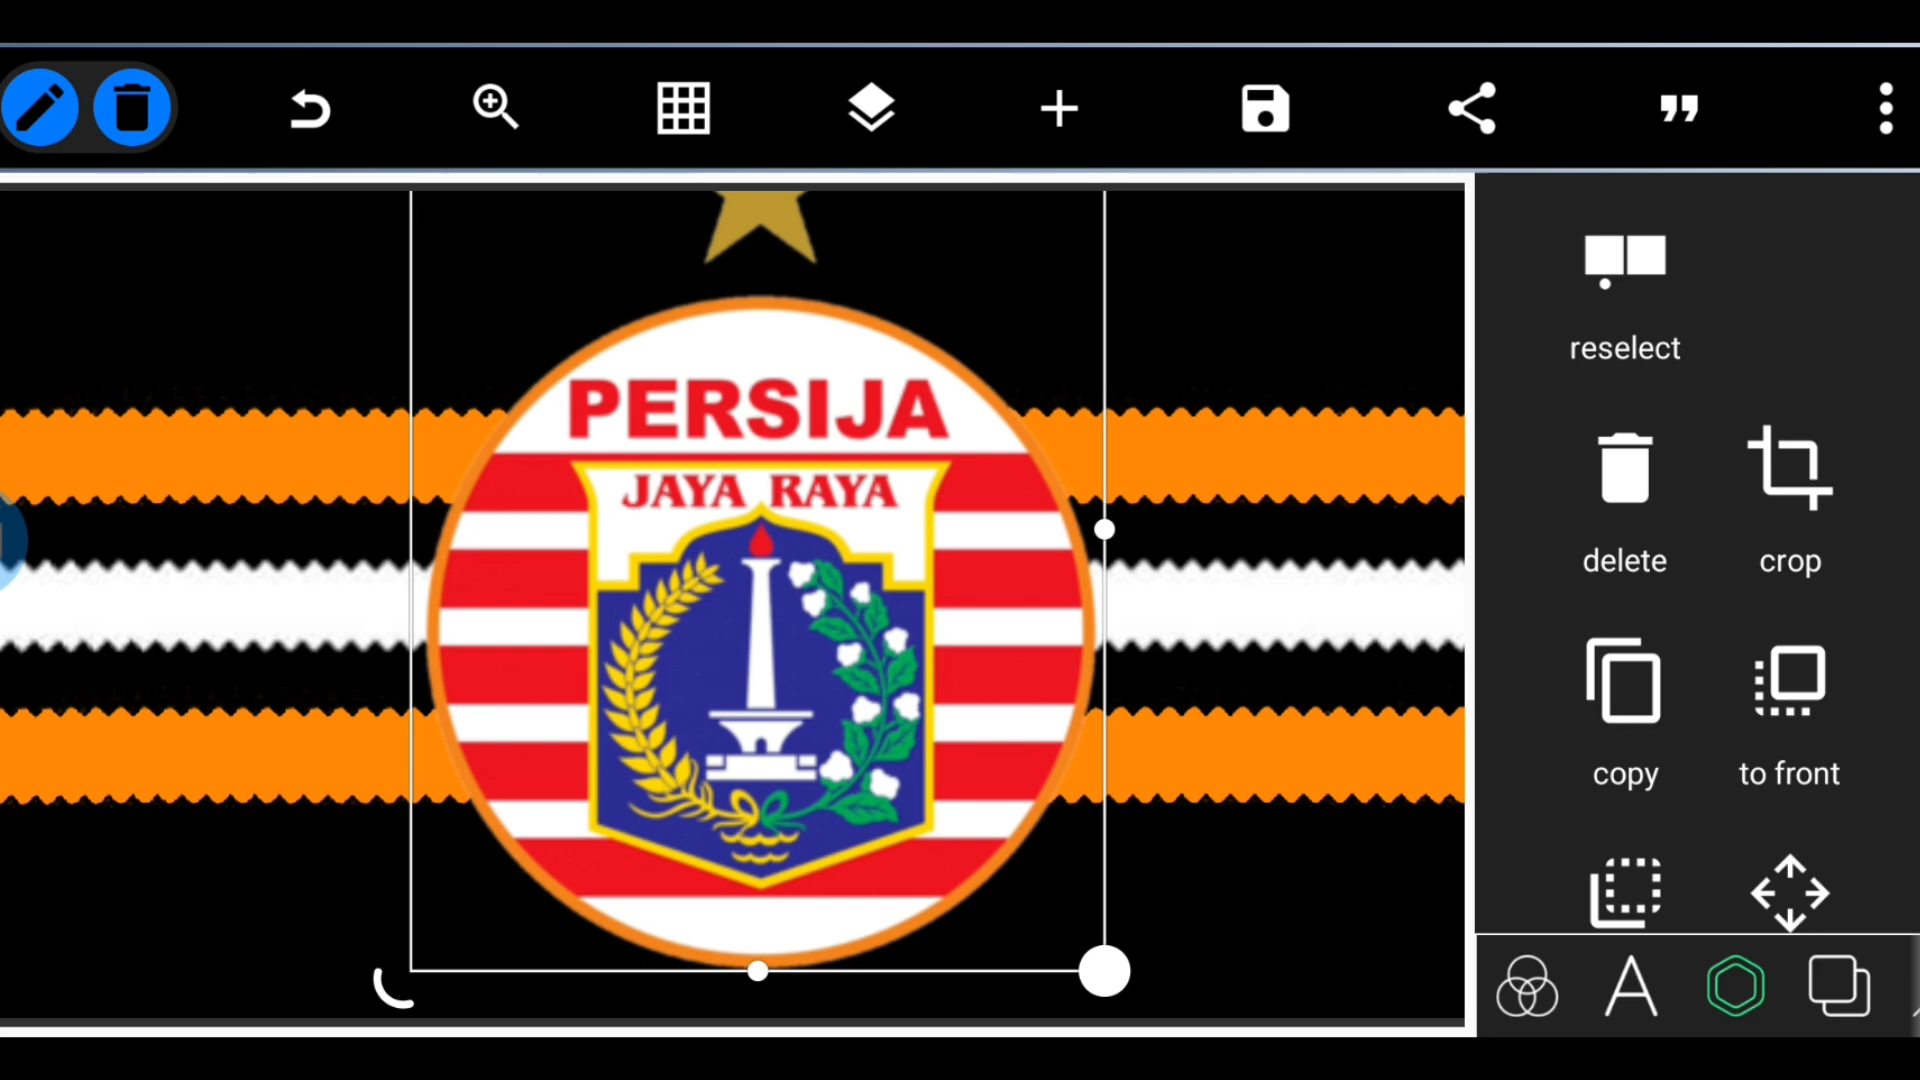 PERSIJA
JAYA RAYA
reselect
delete
crop
copy
to front